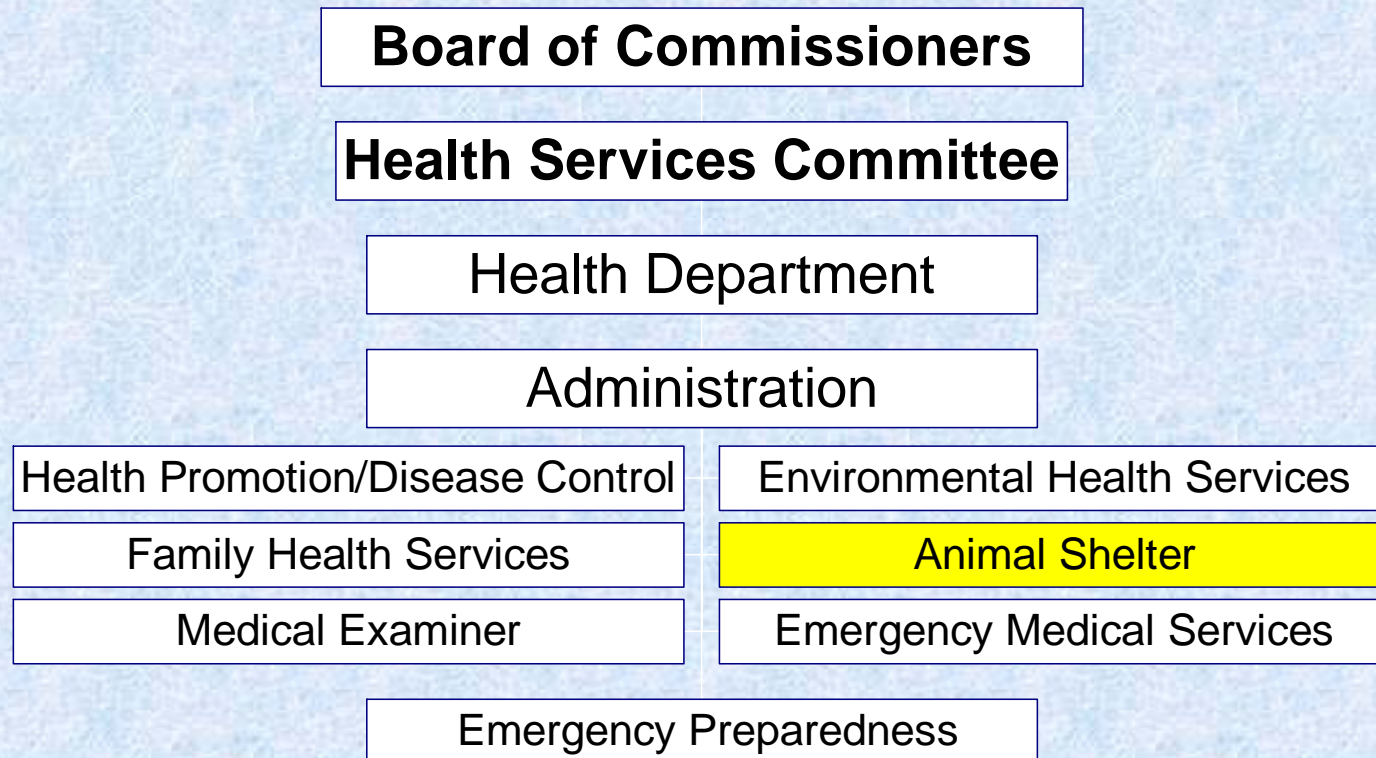 Board of Commissioners
Health Services Committee
Health Department
Administration
Health Promotion/Disease Control
Environmental Health Services
Family Health Services
Animal Shelter
Medical Examiner
Emergency Medical Services
Emergency Preparedness